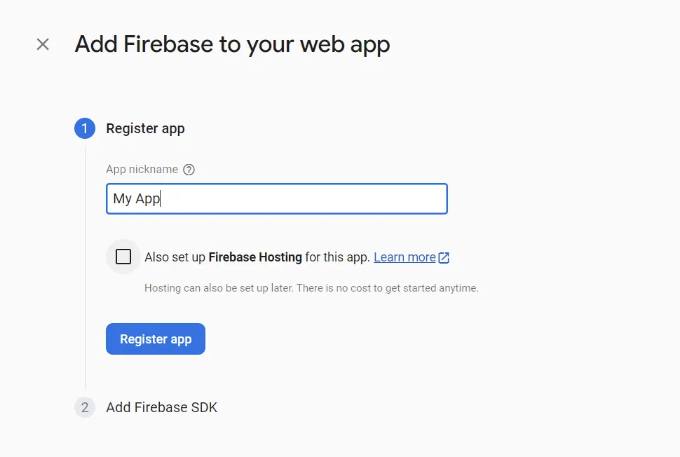 Add Firebase to your web app
1 Register app
App nickname ?
My App
Also set up Firebase Hosting for this app. Learn more
Hosting can also be set up later. There is no cost to get started anytime.
Register app
2 Add Firebase SDK